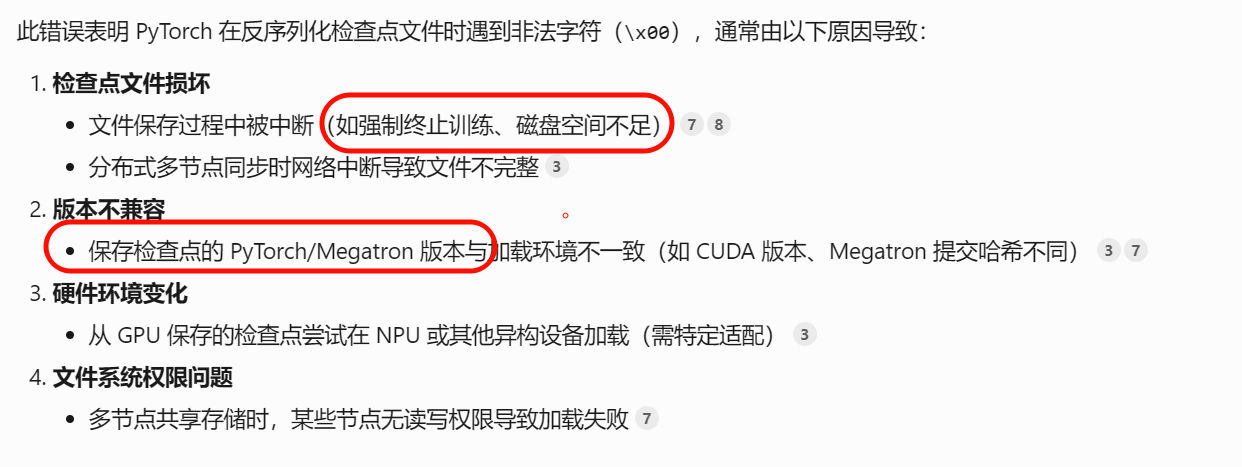 此错误表明 PyTorch 在反序列化检查点文件时遇到非法字符（\x00），通常由以下原因导致：
1. 检查点文件损坏
• 文件保存过程中被中断（如强制终止训练、磁盘空间不足） 7 8
• 分布式多节点同步时网络中断导致文件不完整 3
2. 版本不兼容
• 保存检查点的 PyTorch/Megatron 版本与加载环境不一致（如 CUDA 版本、Megatron 提交哈希不同） 3 7
3. 硬件环境变化
• 从 GPU 保存的检查点尝试在 NPU 或其他异构设备加载（需特定适配） 3
4. 文件系统权限问题
• 多节点共享存储时，某些节点无读写权限导致加载失败 7